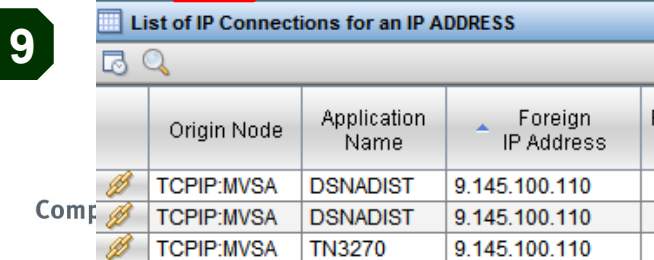 9
List of IP Connections for an IP ADDRESS
Origin Node Application Name Foreign IP Address
TCPIP:MVSA DSNADIST 9.145.100.110
Comp
TCPIP:MVSA DSNADIST 9.145.100.110
TCPIP:MVSA TN3270 9.145.100.110